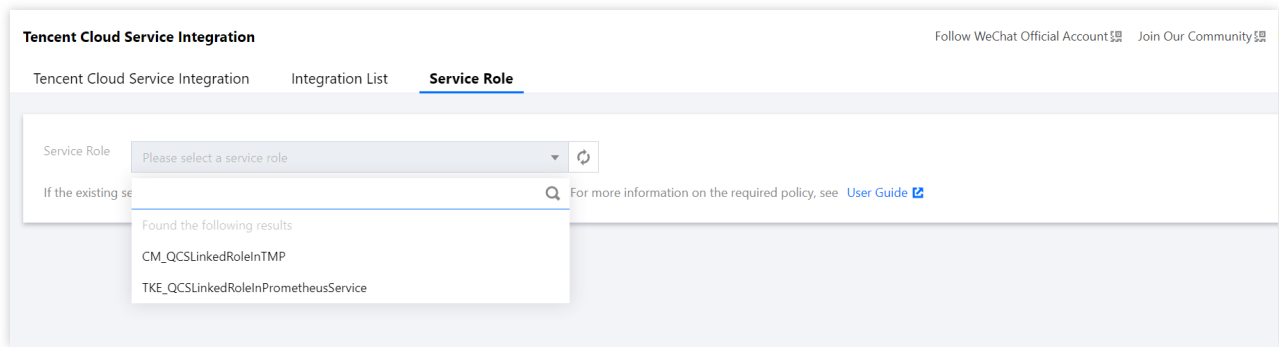 Tencent Cloud Service Integration
Follow WeChat Official Account Join Our Community
Tencent Cloud Service Integration Integration List Service Role
Service Role Please select a service role
If the existing se For more information on the required policy, see User Guide
Found the following results
CM_QCSLinkedRoleInTMP
TKE_QCSLinkedRoleInPrometheusService